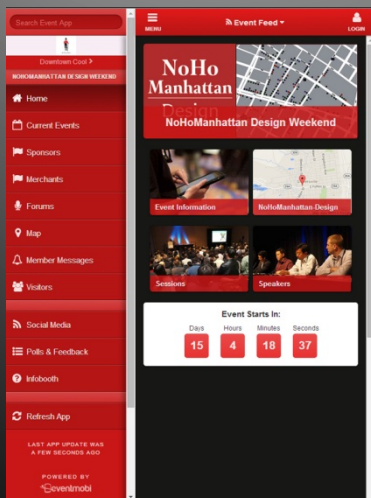 Search Event App
Downtown Cool >
NOHOMANHATTAN DESIGN WEEKEND
Home
Current Events
Sponsors
Merchants
Forums
Map
Member Messages
Visitors
Social Media
Polls & Feedback
Infobooth
Refresh App
LAST APP UPDATE WAS
A FEW SECONDS AGO
POWERED BY
eventmobi
MENU
Event Feed
LOGIN
NoHo
Manhattan
Design
NoHoManhattan Design Weekend
Event Information
NoHoManhattan-Design
Sessions
Speakers
Event Starts In:
Days Hours Minutes Seconds
15 4 18 37